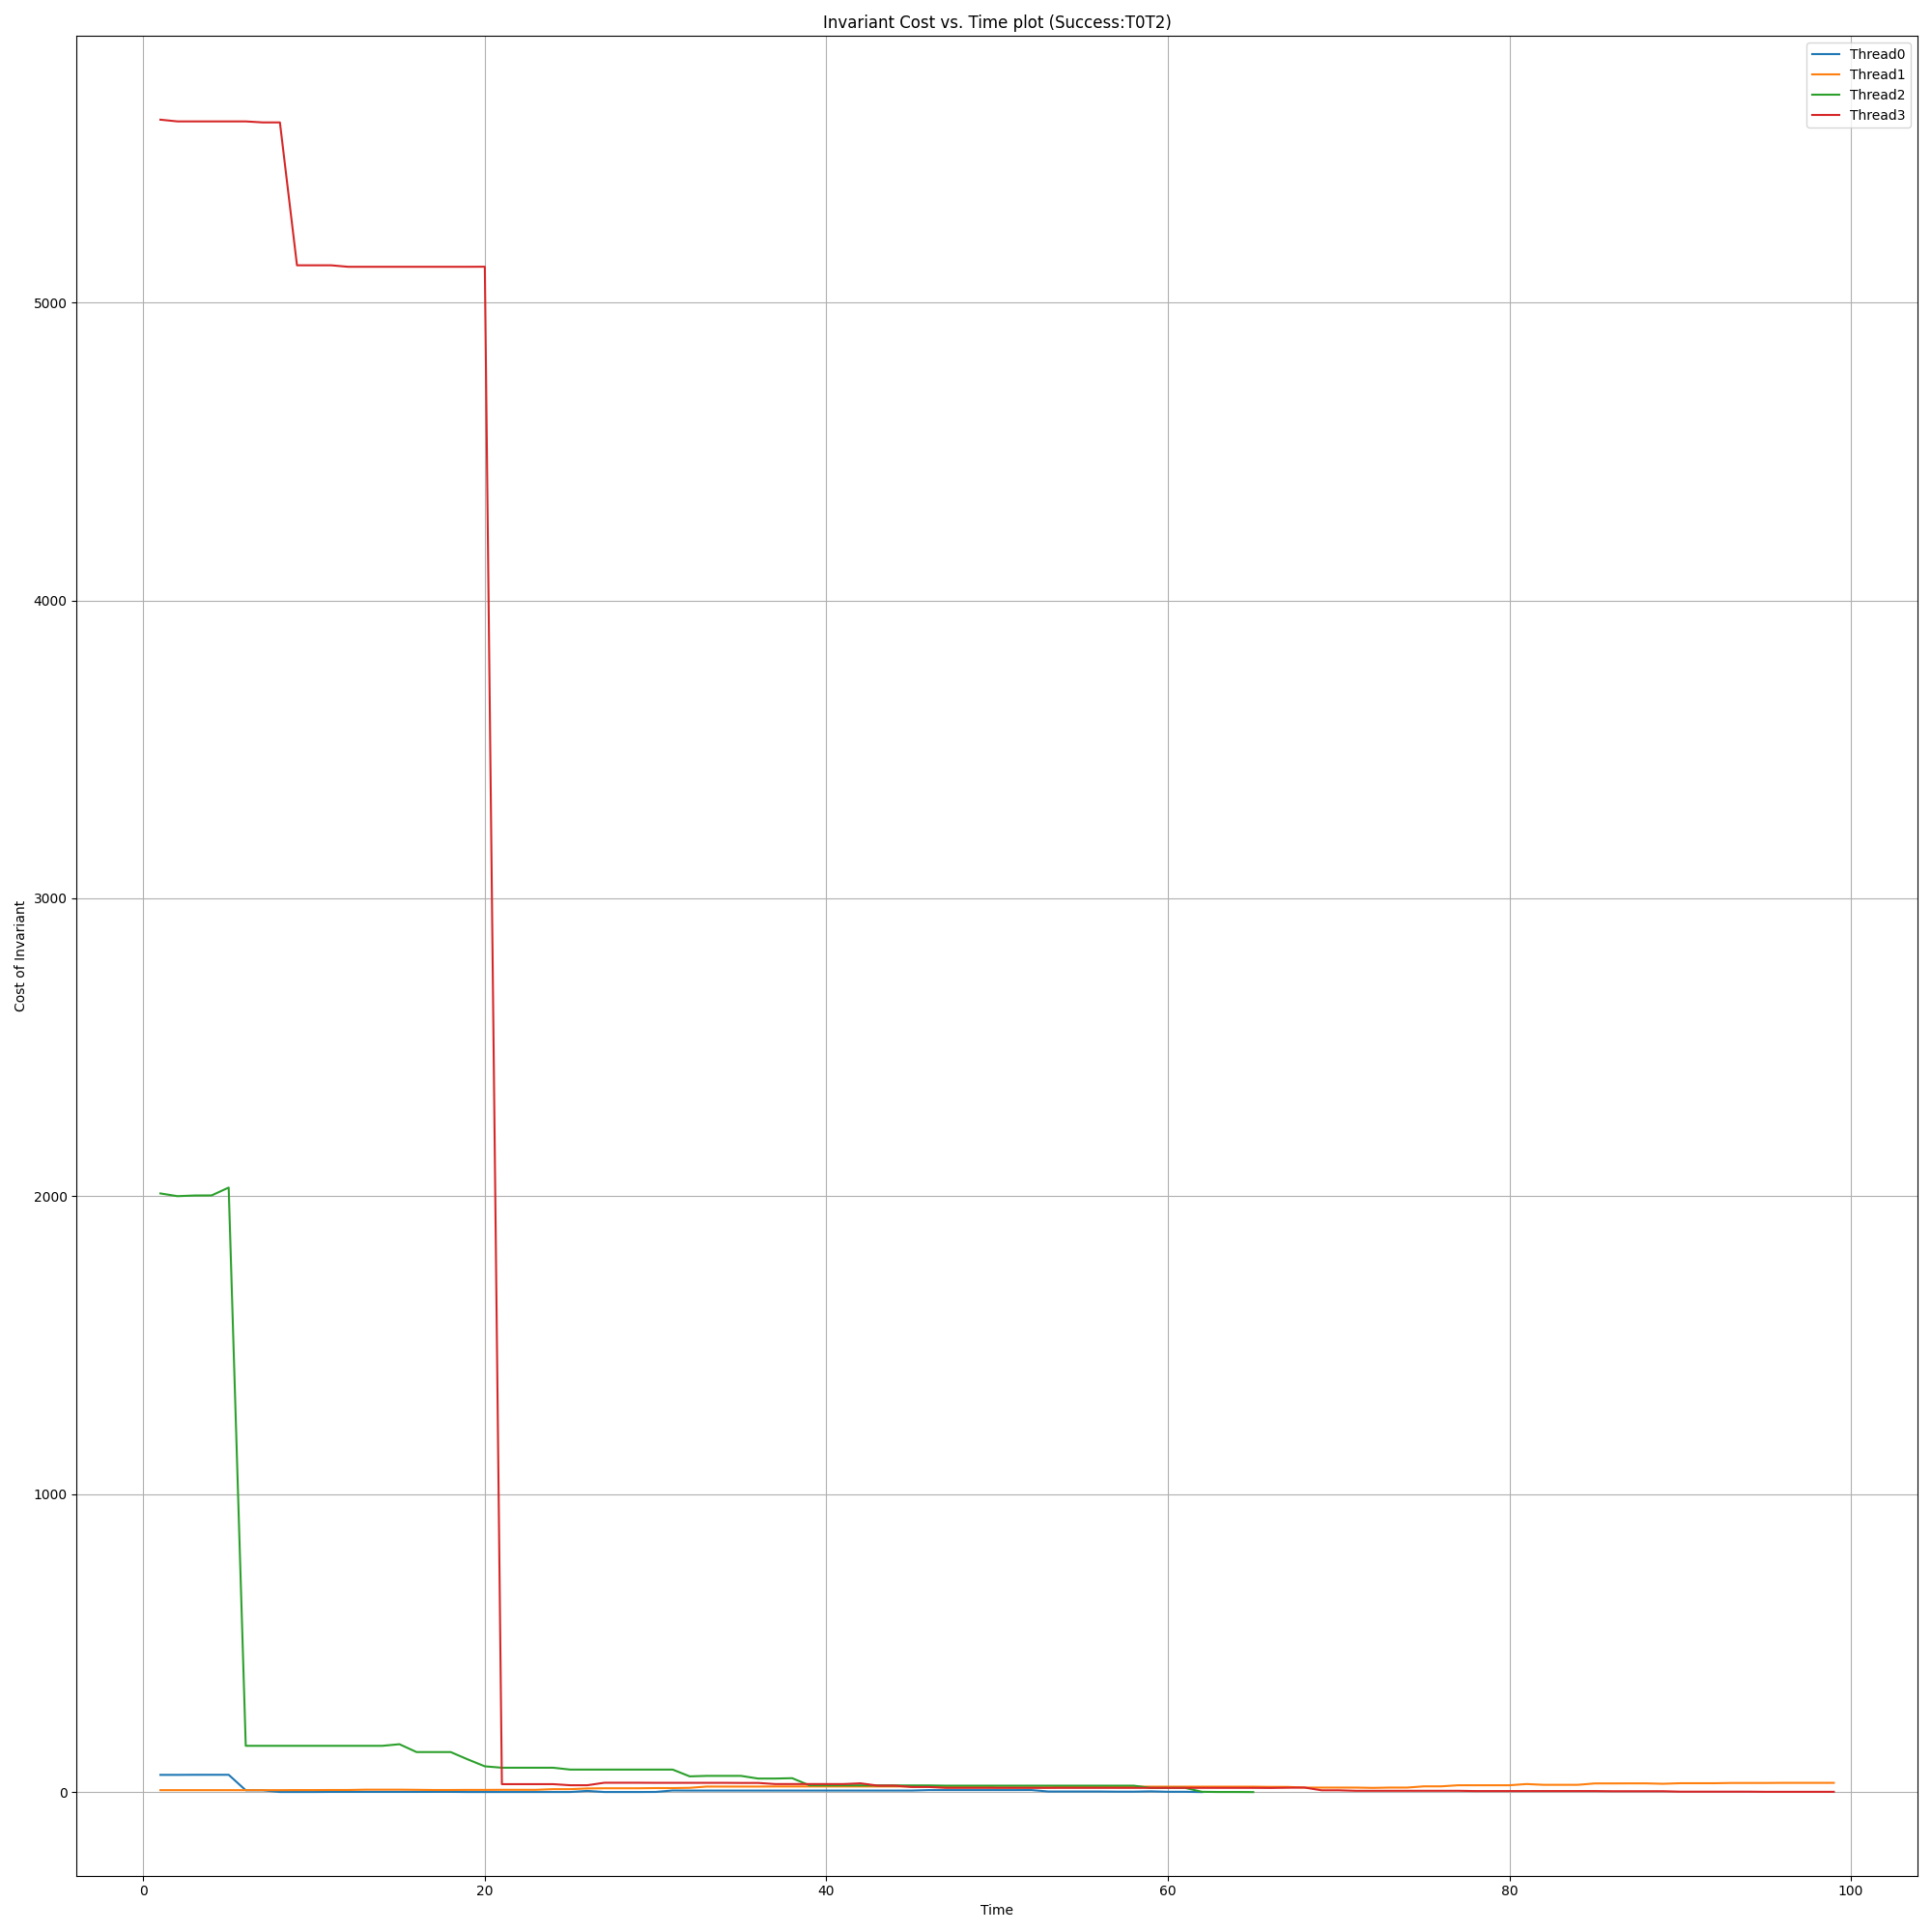 Invariant Cost vs. Time plot (Success:T0T2)
Thread0
Thread1
Thread2
Thread3
Cost of Invariant
5000
4000
3000
2000
1000
0
0 20 40 60 80 100
Time